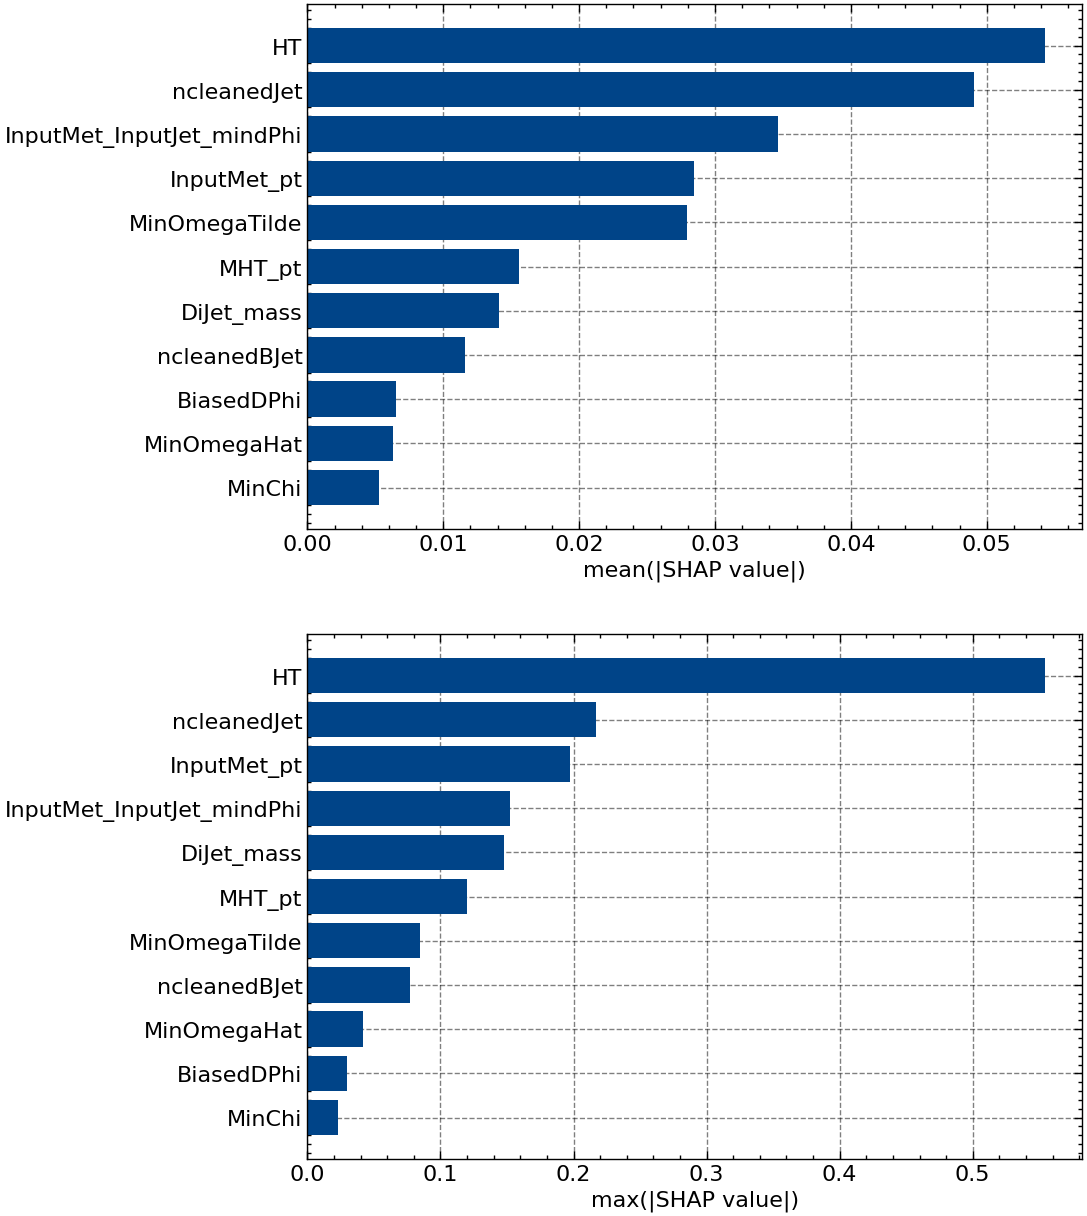 HT
ncleanedJet
InputMet_InputJet_mindPhi
InputMet_pt
MinOmegaTilde
MHT_pt
DiJet_mass
ncleanedBJet
BiasedDPhi
MinOmegaHat
MinChi
0.00 0.01 0.02 0.03 0.04 0.05
mean(|SHAP value|)
HT
ncleanedJet
InputMet_pt
InputMet_InputJet_mindPhi
DiJet_mass
MHT_pt
MinOmegaTilde
ncleanedBJet
MinOmegaHat
BiasedDPhi
MinChi
0.0 0.1 0.2 0.3 0.4 0.5
max(|SHAP value|)